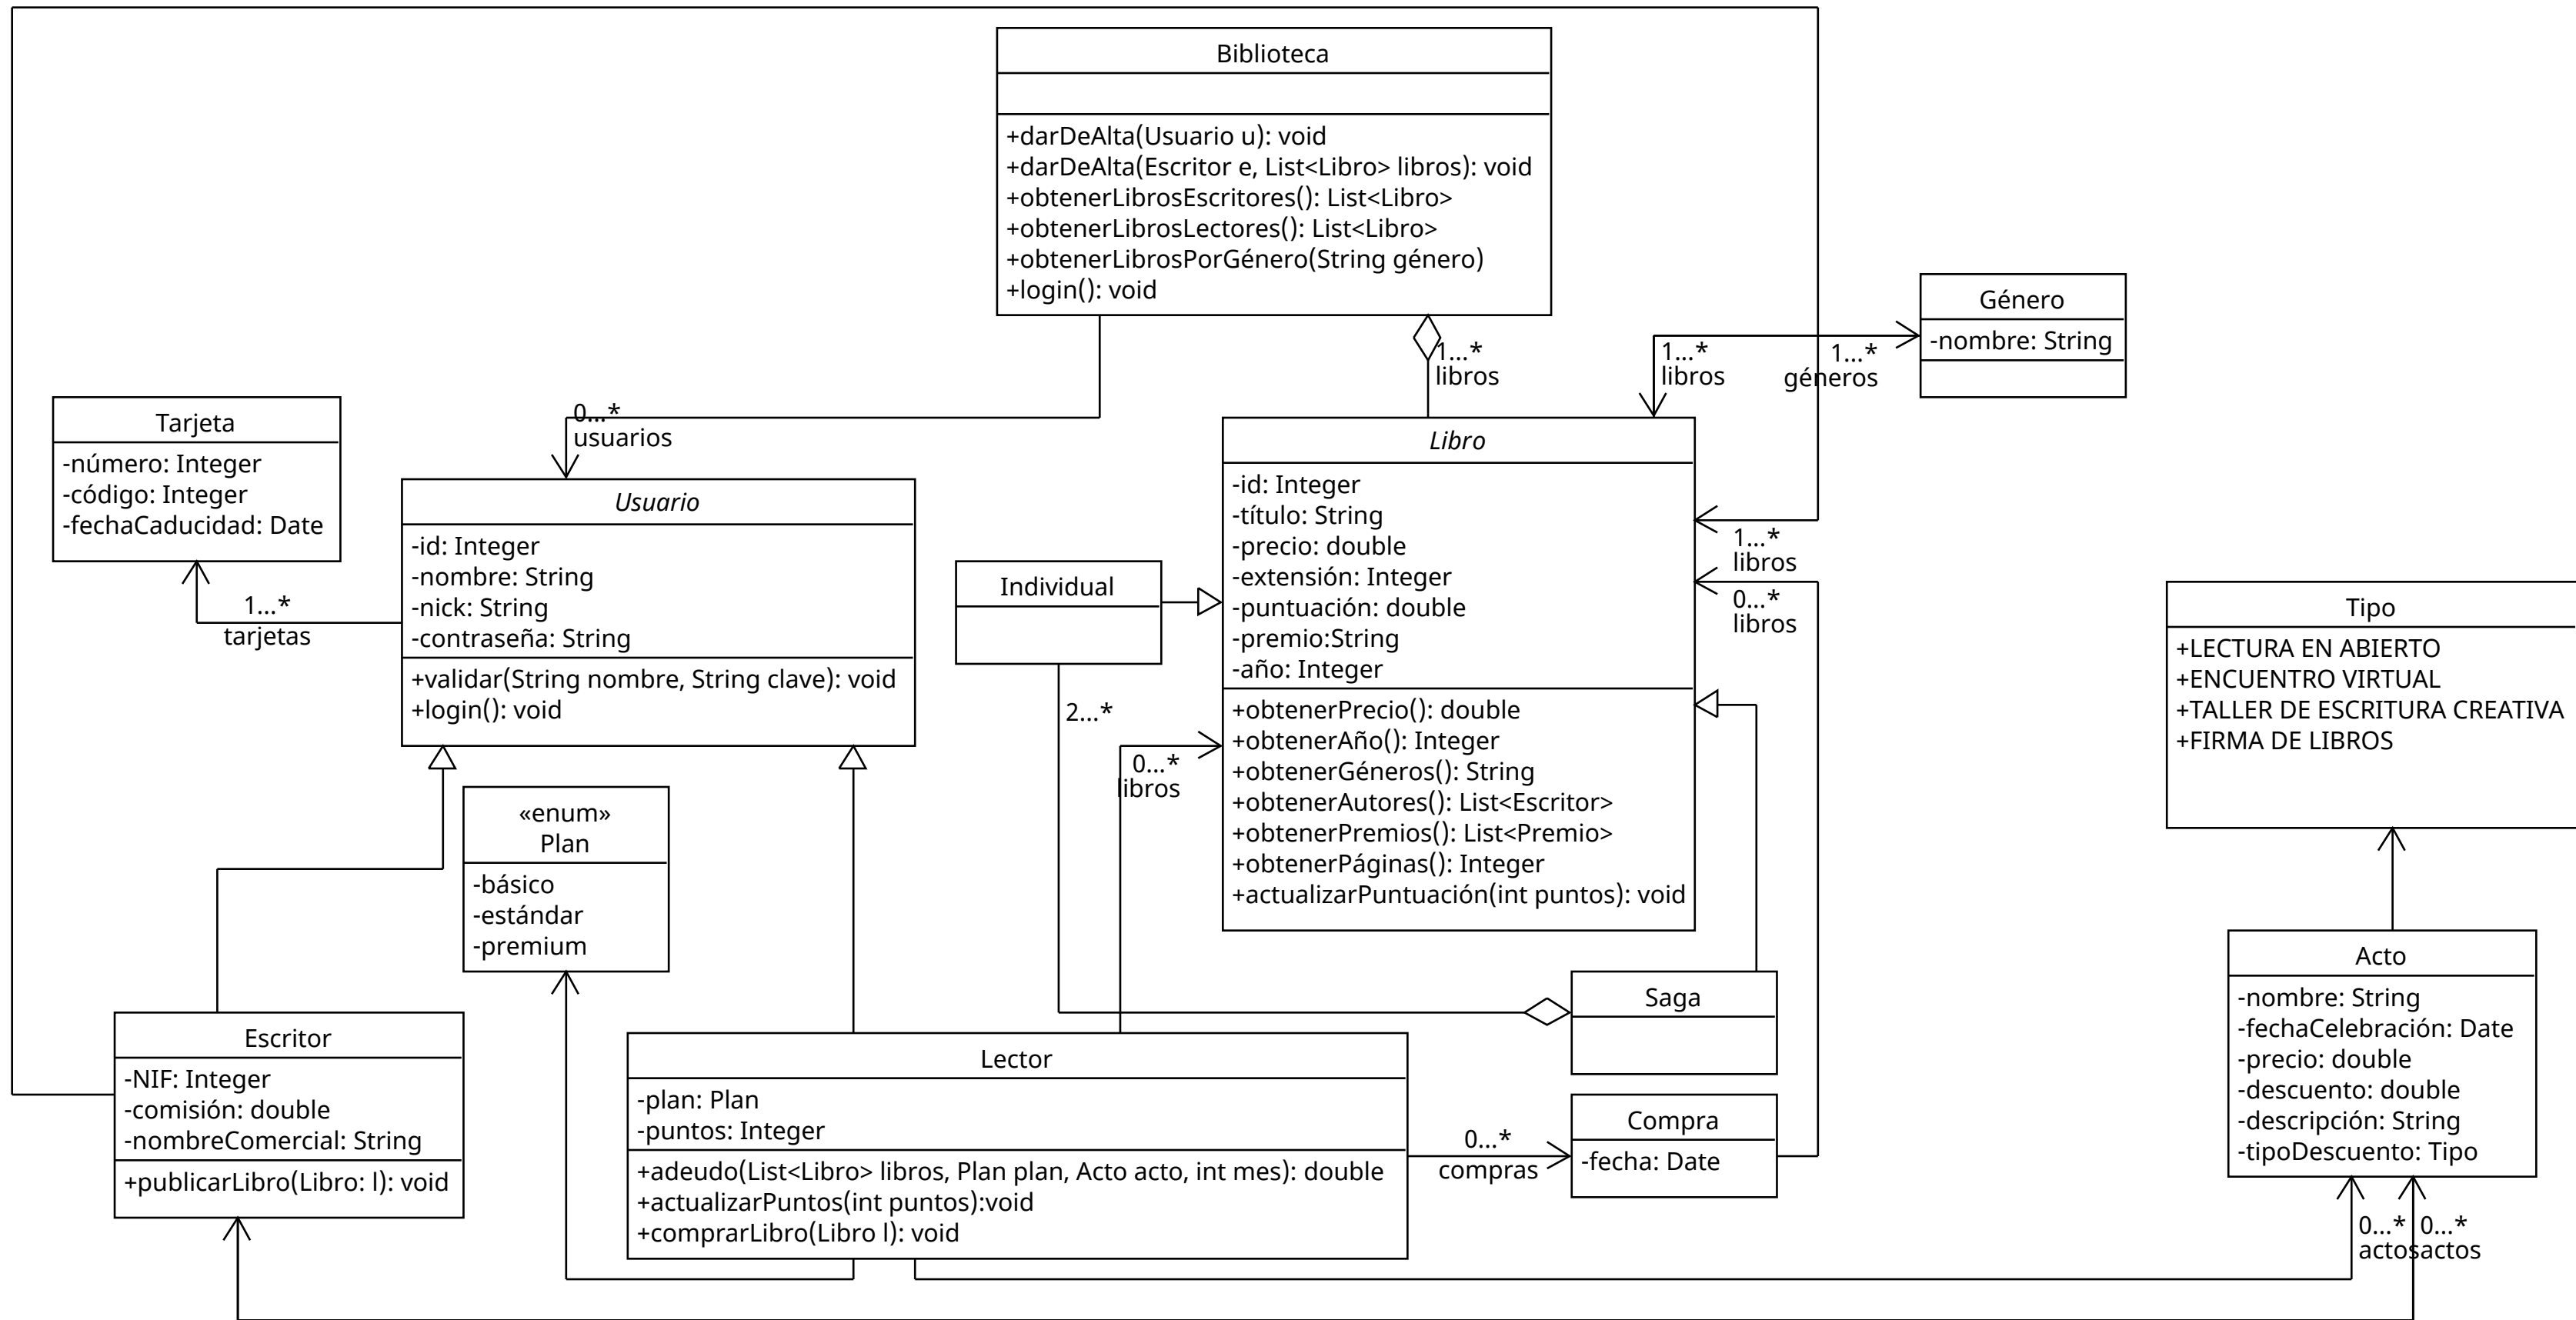 Biblioteca
+darDeAlta(Usuario u): void
+darDeAlta(Escritor e, List<Libro> libros): void
+obtenerLibrosEscritores(): List<Libro>
+obtenerLibrosLectores(): List<Libro>
+obtenerLibrosPorGénero(String género)
+login(): void
Género
-nombre: String
1...*
libros
1...*
libros
1...*
géneros
0...*
usuarios
Tarjeta
-número: Integer
-código: Integer
-fechaCaducidad: Date
1...*
tarjetas
Usuario
-id: Integer
-nombre: String
-nick: String
-contraseña: String
+validar(String nombre, String clave): void
+login(): void
Individual
2...*
Libro
-id: Integer
-título: String
-precio: double
-extensión: Integer
-puntuación: double
-premio:String
-año: Integer
+obtenerPrecio(): double
+obtenerAño(): Integer
+obtenerGéneros(): String
+obtenerAutores(): List<Escritor>
+obtenerPremios(): List<Premio>
+obtenerPáginas(): Integer
+actualizarPuntuación(int puntos): void
1...*
libros
0...*
libros
0...*
libros
Tipo
+LECTURA EN ABIERTO
+ENCUENTRO VIRTUAL
+TALLER DE ESCRITURA CREATIVA
+FIRMA DE LIBROS
«enum»
Plan
-básico
-estándar
-premium
Escritor
-NIF: Integer
-comisión: double
-nombreComercial: String
+publicarLibro(Libro: l): void
Lector
-plan: Plan
-puntos: Integer
+adeudo(List<Libro> libros, Plan plan, Acto acto, int mes): double
+actualizarPuntos(int puntos):void
+comprarLibro(Libro l): void
0...*
compras
Saga
Compra
-fecha: Date
Acto
-nombre: String
-fechaCelebración: Date
-precio: double
-descuento: double
-descripción: String
-tipoDescuento: Tipo
0...*
actos
0...*
actos